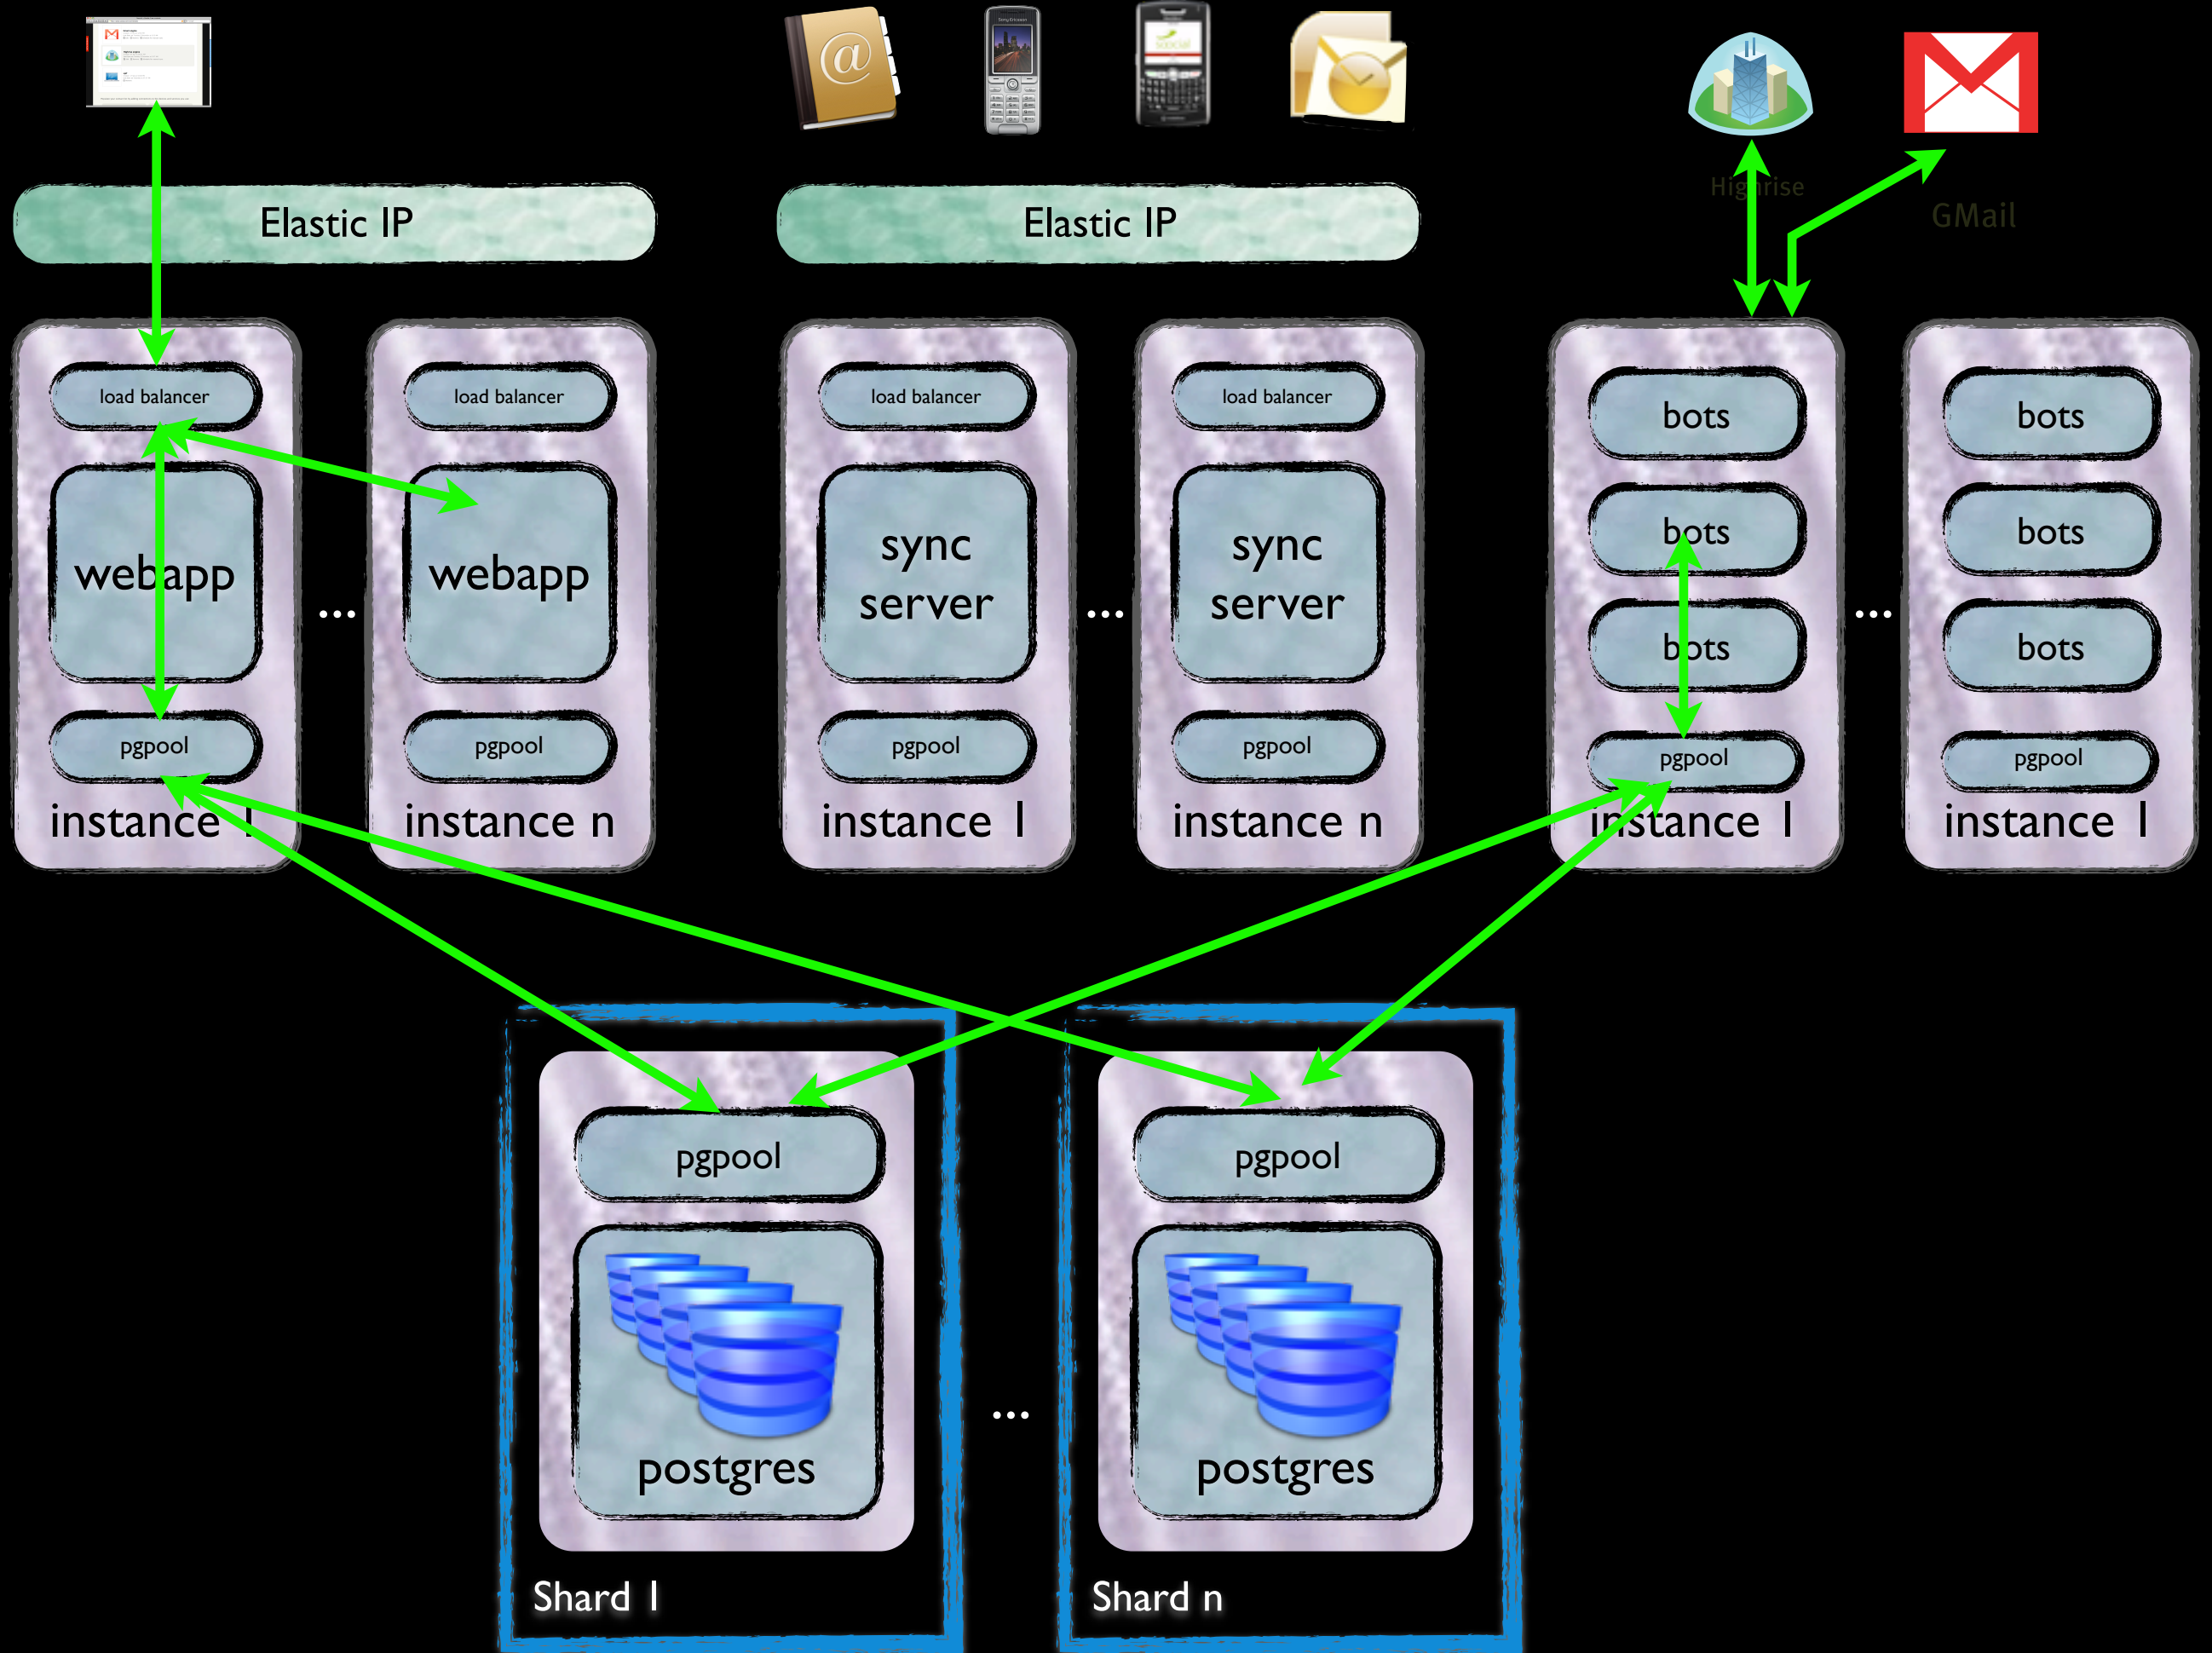 Sony Ericsson
Highrise
GMail
Elastic IP
Elastic IP
load balancer
load balancer
load balancer
load balancer
bots
bots
webapp
webapp
sync
server
sync
server
bots
bots
...
...
...
bots
bots
pgpool
pgpool
pgpool
pgpool
pgpool
pgpool
instance 1
instance n
instance 1
instance n
instance 1
instance 1
pgpool
pgpool
...
postgres
postgres
Shard 1
Shard n